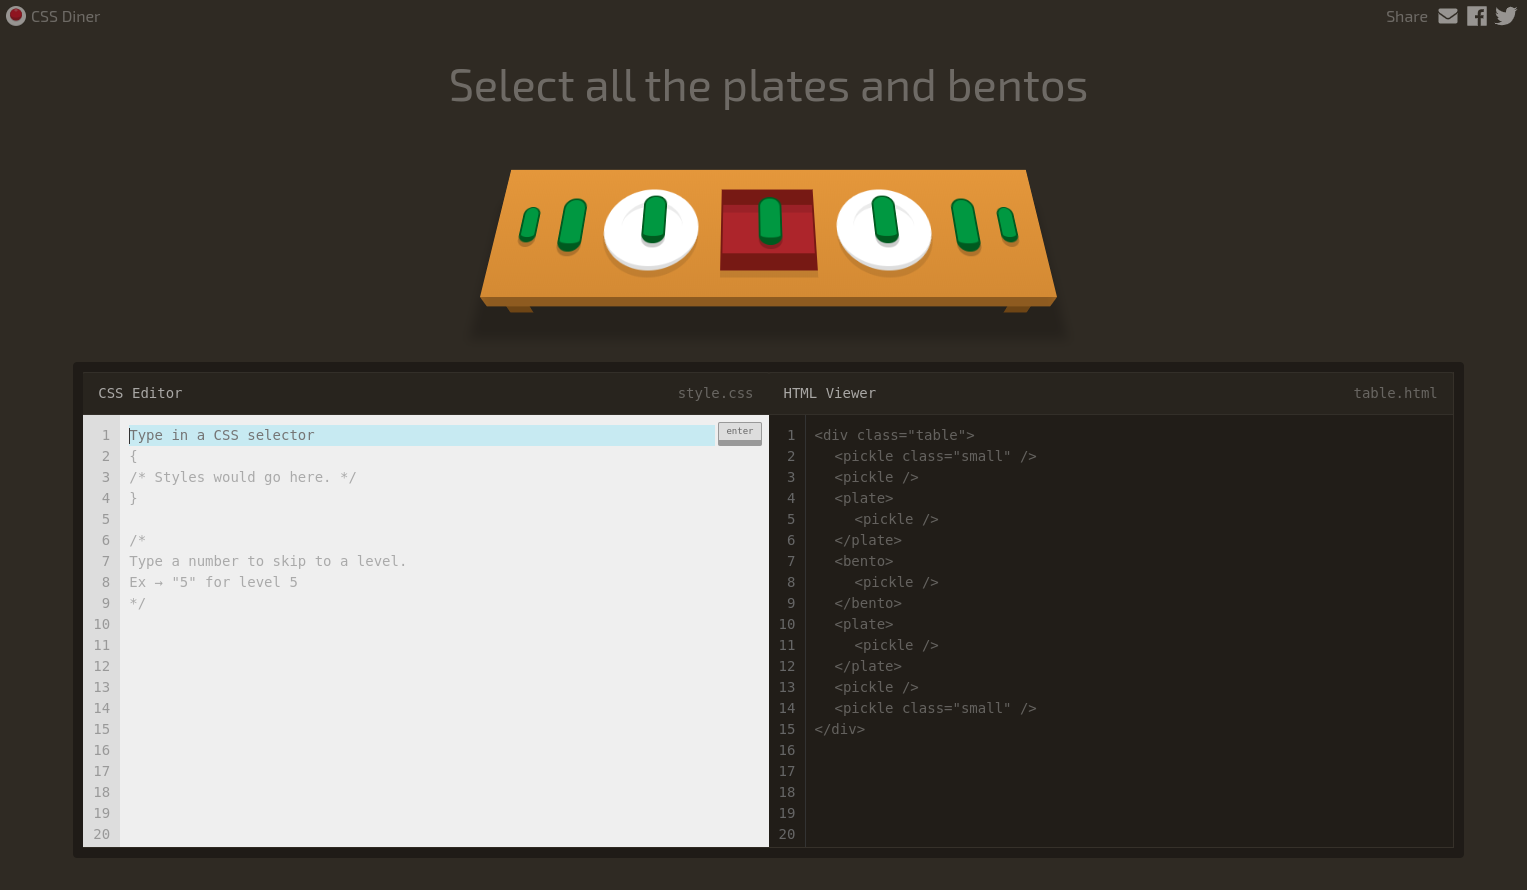 CSS Diner
Share
Select all the plates and bentos
CSS Editor
style.css
1 Type in a CSS selector
enter
2 {
3 /* Styles would go here. */
4 }
5
6 /*
7 Type a number to skip to a level.
8 Ex → "5" for level 5
9 */
10
11
12
13
14
15
16
17
18
19
20
HTML Viewer
table.html
1 <div class="table">
2 <pickle class="small" />
3 <pickle />
4 <plate>
5 <pickle />
6 </plate>
7 <bento>
8 <pickle />
9 </bento>
10 <plate>
11 <pickle />
12 </plate>
13 <pickle />
14 <pickle class="small" />
15 </div>
16
17
18
19
20